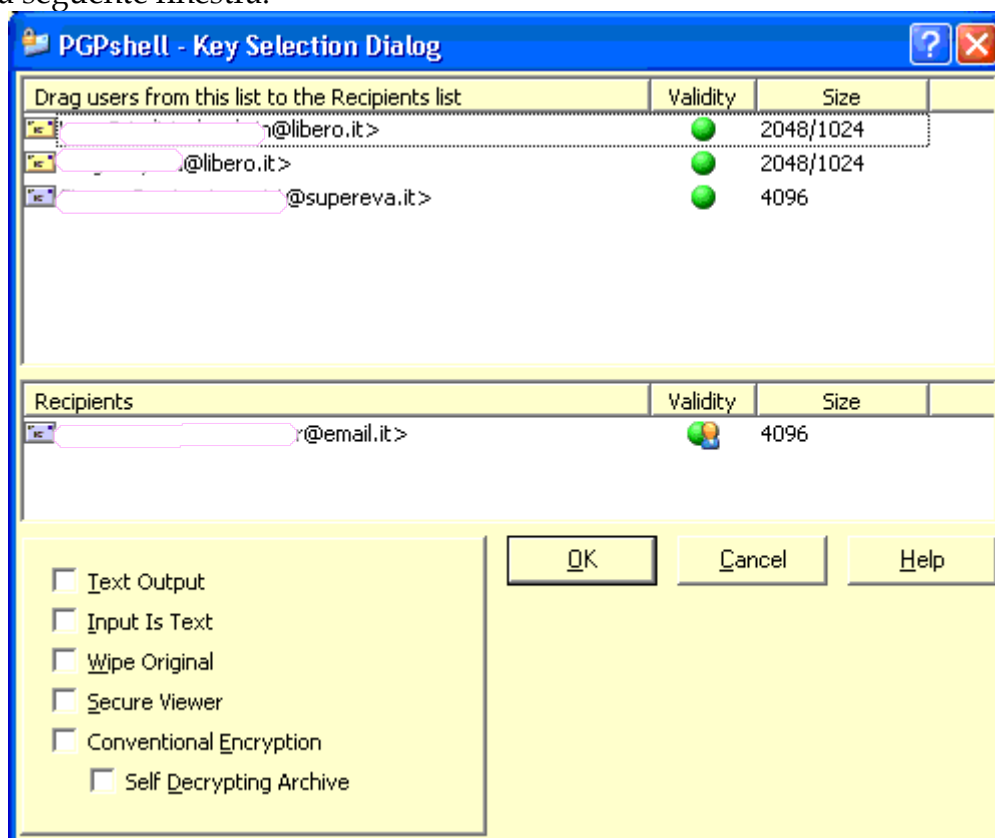 seguente finestra:
PGPshell - Key Selection Dialog
Drag users from this list to the Recipients list Validity Size
@libero.it> 2048/1024
@libero.it> 2048/1024
@supereva.it> 4096
Recipients Validity Size
r@email.it> 4096
OK Cancel Help
Text Output
Input Is Text
Wipe Original
Secure Viewer
Conventional Encryption
Self Decrypting Archive